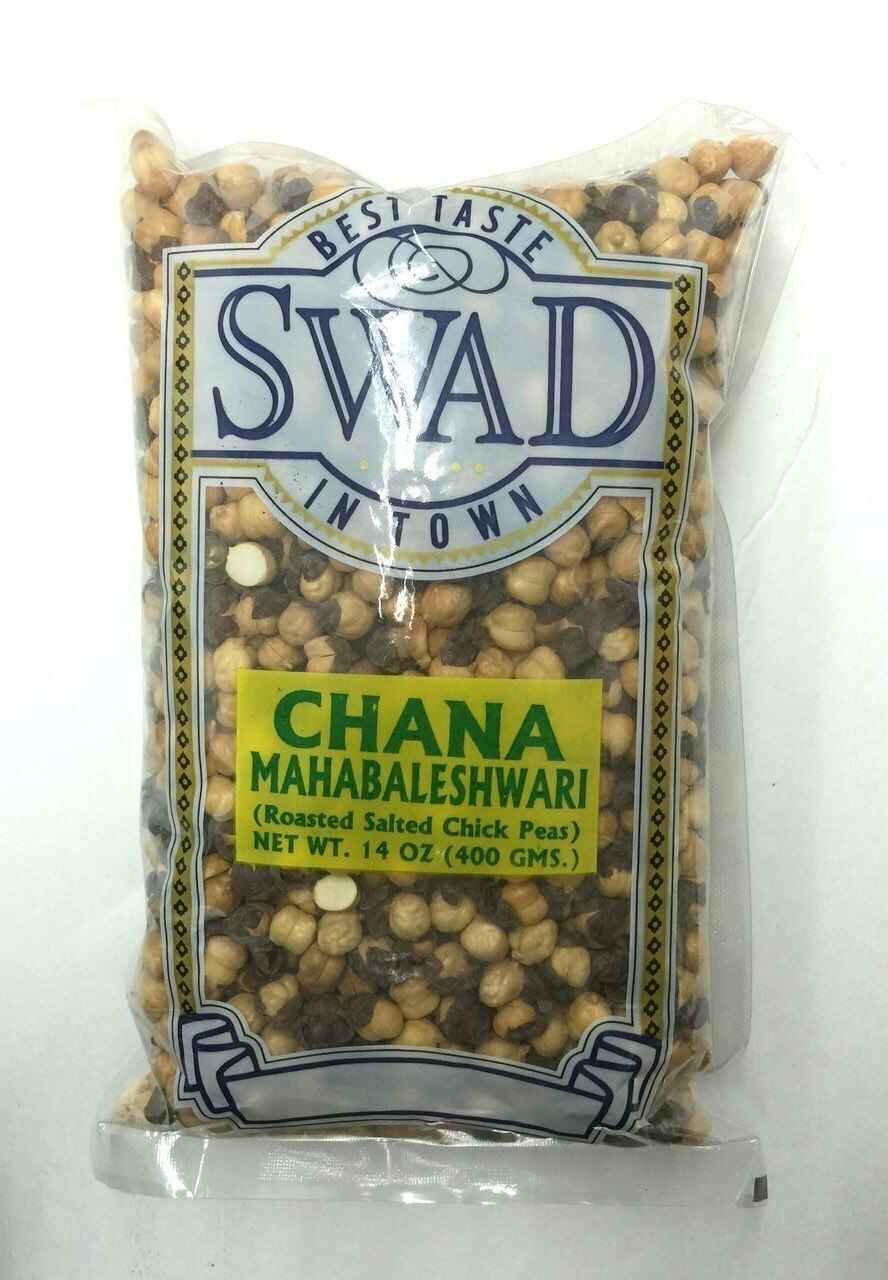 BEST TASTE
SWAD
IN TOWN
CHANA
MAHABALESHWARI
(Roasted Salted Chick Peas)
NET WT. 14 OZ (400 GMS.)